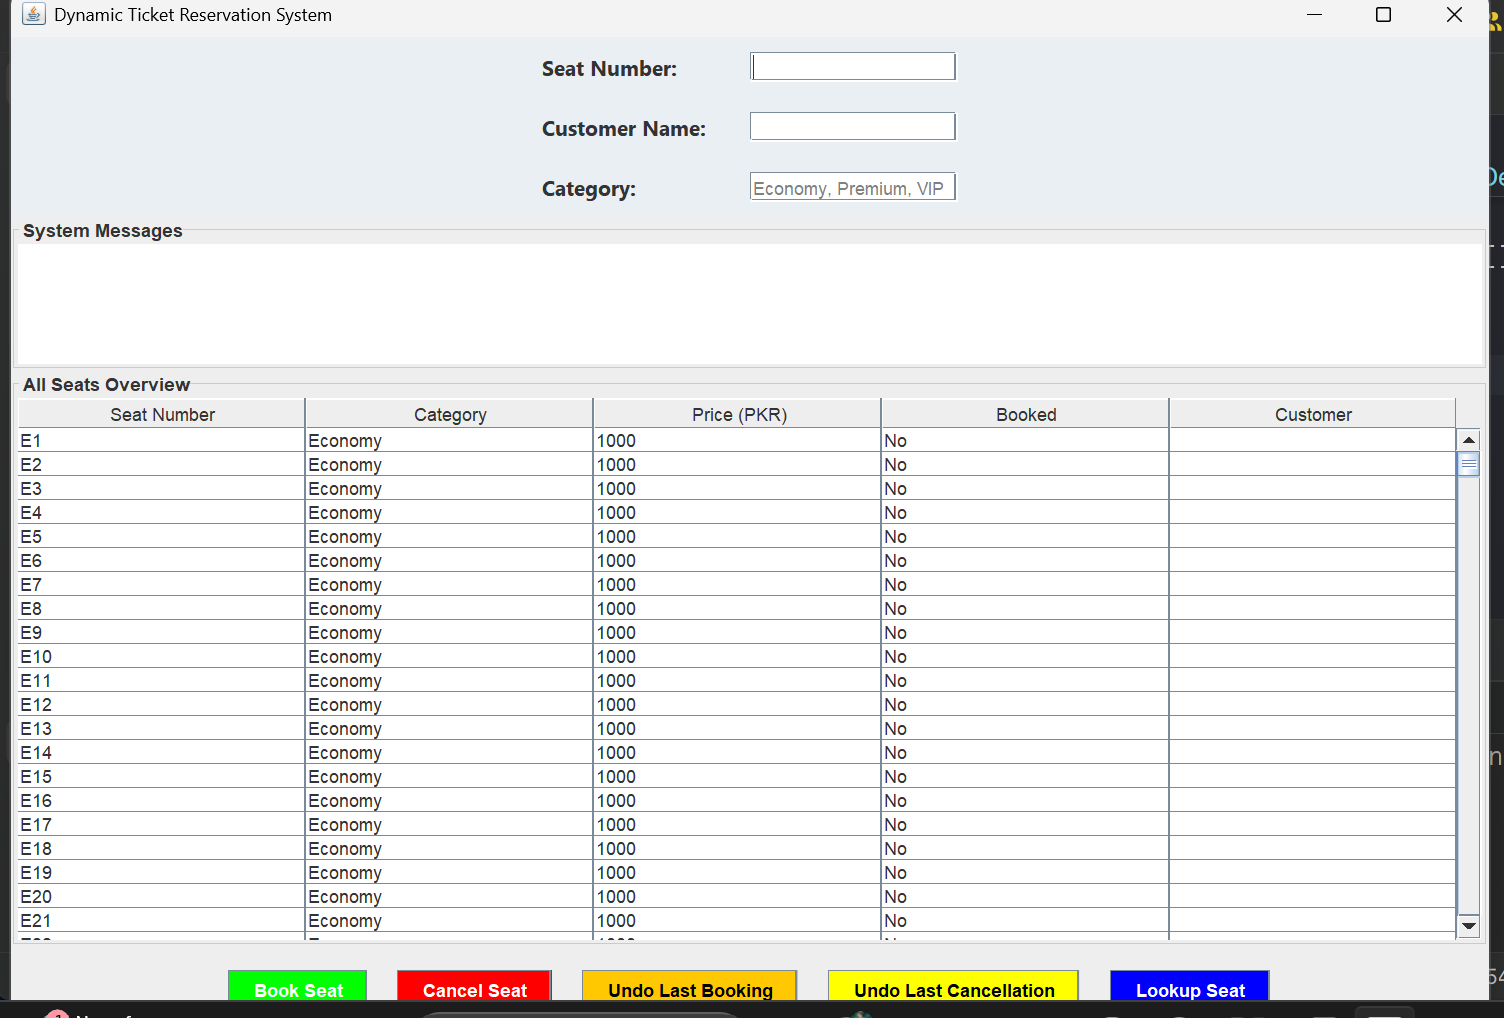 Dynamic Ticket Reservation System
Seat Number:
Customer Name:
Category: Economy, Premium, VIP
System Messages
All Seats Overview
Seat Number Category Price (PKR) Booked Customer
E1 Economy 1000 No
E2 Economy 1000 No
E3 Economy 1000 No
E4 Economy 1000 No
E5 Economy 1000 No
E6 Economy 1000 No
E7 Economy 1000 No
E8 Economy 1000 No
E9 Economy 1000 No
E10 Economy 1000 No
E11 Economy 1000 No
E12 Economy 1000 No
E13 Economy 1000 No
E14 Economy 1000 No
E15 Economy 1000 No
E16 Economy 1000 No
E17 Economy 1000 No
E18 Economy 1000 No
E19 Economy 1000 No
E20 Economy 1000 No
E21 Economy 1000 No
Book Seat Cancel Seat Undo Last Booking Undo Last Cancellation Lookup Seat